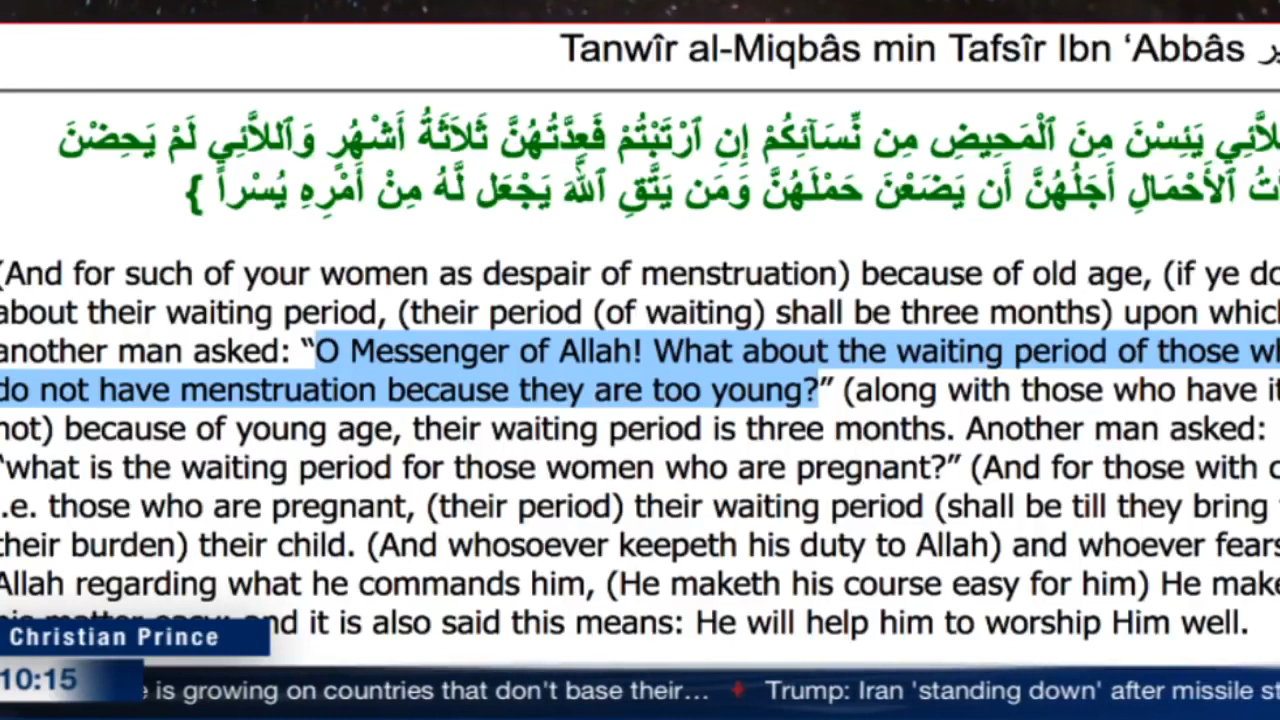 Tanwîr al-Miqbâs min Tafsîr Ibn ‘Abbâs
يَئِسْنَ مِنَ ٱلْمَحِيضِ مِن نِّسَآئِكُمْ إِنِ ٱرْتَبْتُمْ فَعِدَّتُهُنَّ ثَلاَثَةُ أَشْهُرٍ وَٱللاَّئِي لَمْ يَحِضْنَ
ٱلأَحْمَالِ أَجَلُهُنَّ أَن يَضَعْنَ حَمْلَهُنَّ وَمَن يَتَّقِ ٱللَّهَ يَجْعَل لَّهُ مِنْ أَمْرِهِ يُسْراً }
(And for such of your women as despair of menstruation) because of old age, (if ye do
about their waiting period, (their period (of waiting) shall be three months) upon which
another man asked: “O Messenger of Allah! What about the waiting period of those wh
do not have menstruation because they are too young?” (along with those who have it
not) because of young age, their waiting period is three months. Another man asked:
“what is the waiting period for those women who are pregnant?” (And for those with c
i.e. those who are pregnant, (their period) their waiting period (shall be till they bring
their burden) their child. (And whosoever keepeth his duty to Allah) and whoever fears
Allah regarding what he commands him, (He maketh his course easy for him) He make
and it is also said this means: He will help him to worship Him well.
Christian Prince
10:15
e is growing on countries that don't base their... Trump: Iran 'standing down' after missile st